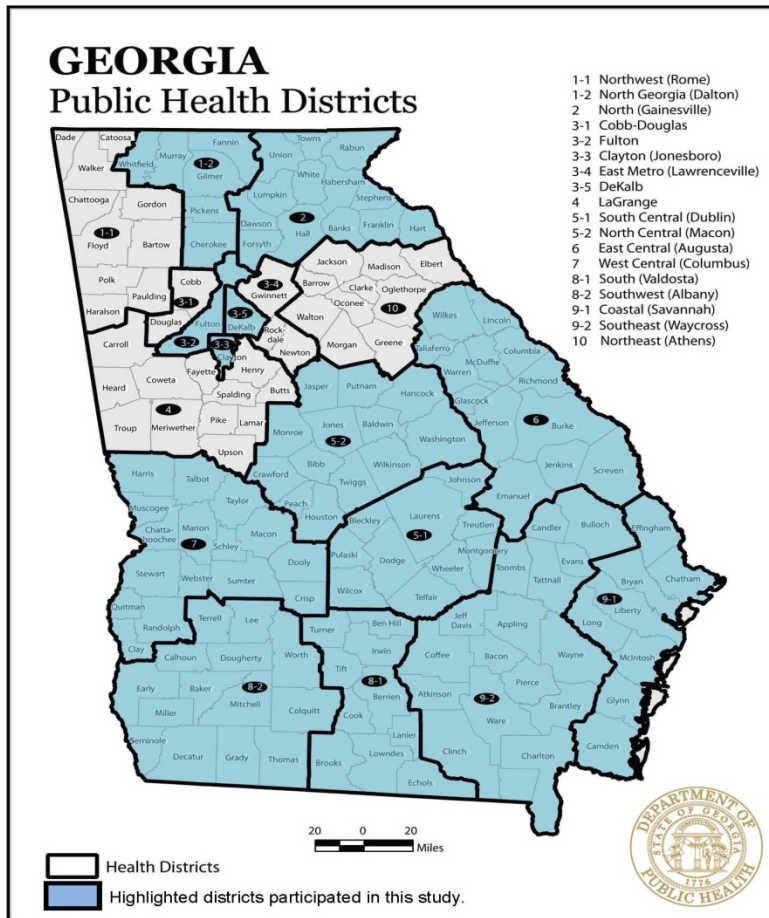 GEORGIA
Public Health Districts
1-1 Northwest (Rome)
1-2 North Georgia (Dalton)
2 North (Gainesville)
3-1 Cobb-Douglas
3-2 Fulton
3-3 Clayton (Jonesboro)
3-4 East Metro (Lawrenceville)
3-5 DeKalb
4 LaGrange
5-1 South Central (Dublin)
5-2 North Central (Macon)
6 East Central (Augusta)
7 West Central (Columbus)
8-1 South (Valdosta)
8-2 Southwest (Albany)
9-1 Coastal (Savannah)
9-2 Southeast (Waycross)
10 Northeast (Athens)
Dade
Catoosa
Walker
Whitfield
Murray
Fannin
1-2
Gilmer
Towns
Union
Rabun
White
Habersham
Stephens
Lumpkin
2
Chattooga
Gordon
Pickens
Dawson
Hall
Banks
Franklin
Hart
1-1
Floyd
Bartow
Cherokee
Forsyth
Polk
Paulding
Haralson
Cobb
3-1
3-4
Gwinnett
Jackson
Madison
Elbert
Barrow
Clarke
Oglethorpe
Oconee
10
Walton
Morgan
Greene
Douglas
Fulton
3-5
DeKalb
3-2
3-3
Clayton
Rock-
dale
Newton
Carroll
Fayette
Henry
Heard
Coweta
Spalding
Butts
4
Troup
Meriwether
Pike
Lamar
Upson
Wilkes
Lincoln
Taliaferro
Columbia
McDuffie
Warren
Richmond
Glascock
Jefferson
6
Burke
Jenkins
Screven
Emanuel
Jasper
Putnam
Hancock
Jones
Baldwin
5-2
Monroe
Washington
Bibb
Wilkinson
Crawford
Twiggs
Peach
Houston
Johnson
Bleckley
Laurens
Treutlen
5-1
Pulaski
Dodge
Montgomery
Wheeler
Wilcox
Telfair
Harris
Talbot
Taylor
Muscogee
Chatta-
hoochee
Marion
7
Schley
Macon
Dooly
Stewart
Webster
Sumter
Crisp
Quitman
Randolph
Clay
Candler
Bulloch
Effingham
Evans
Toombs
Tattnall
Bryan
Chatham
9-1
Liberty
Long
McIntosh
Glynn
Camden
Terrell
Lee
Calhoun
Dougherty
Worth
Early
Baker
8-2
Mitchell
Miller
Colquitt
Seminole
Decatur
Grady
Thomas
Turner
Ben Hill
Irwin
Tift
8-1
Berrien
Cook
Lanier
Brooks
Lowndes
Echols
Jeff
Davis
Appling
Coffee
Bacon
Wayne
Pierce
Atkinson
9-2
Brantley
Ware
Clinch
Charlton
20 0 20
Miles
Health Districts
Highlighted districts participated in this study.
DEPARTMENT OF
PUBLIC HEALTH
STATE OF GEORGIA
1776